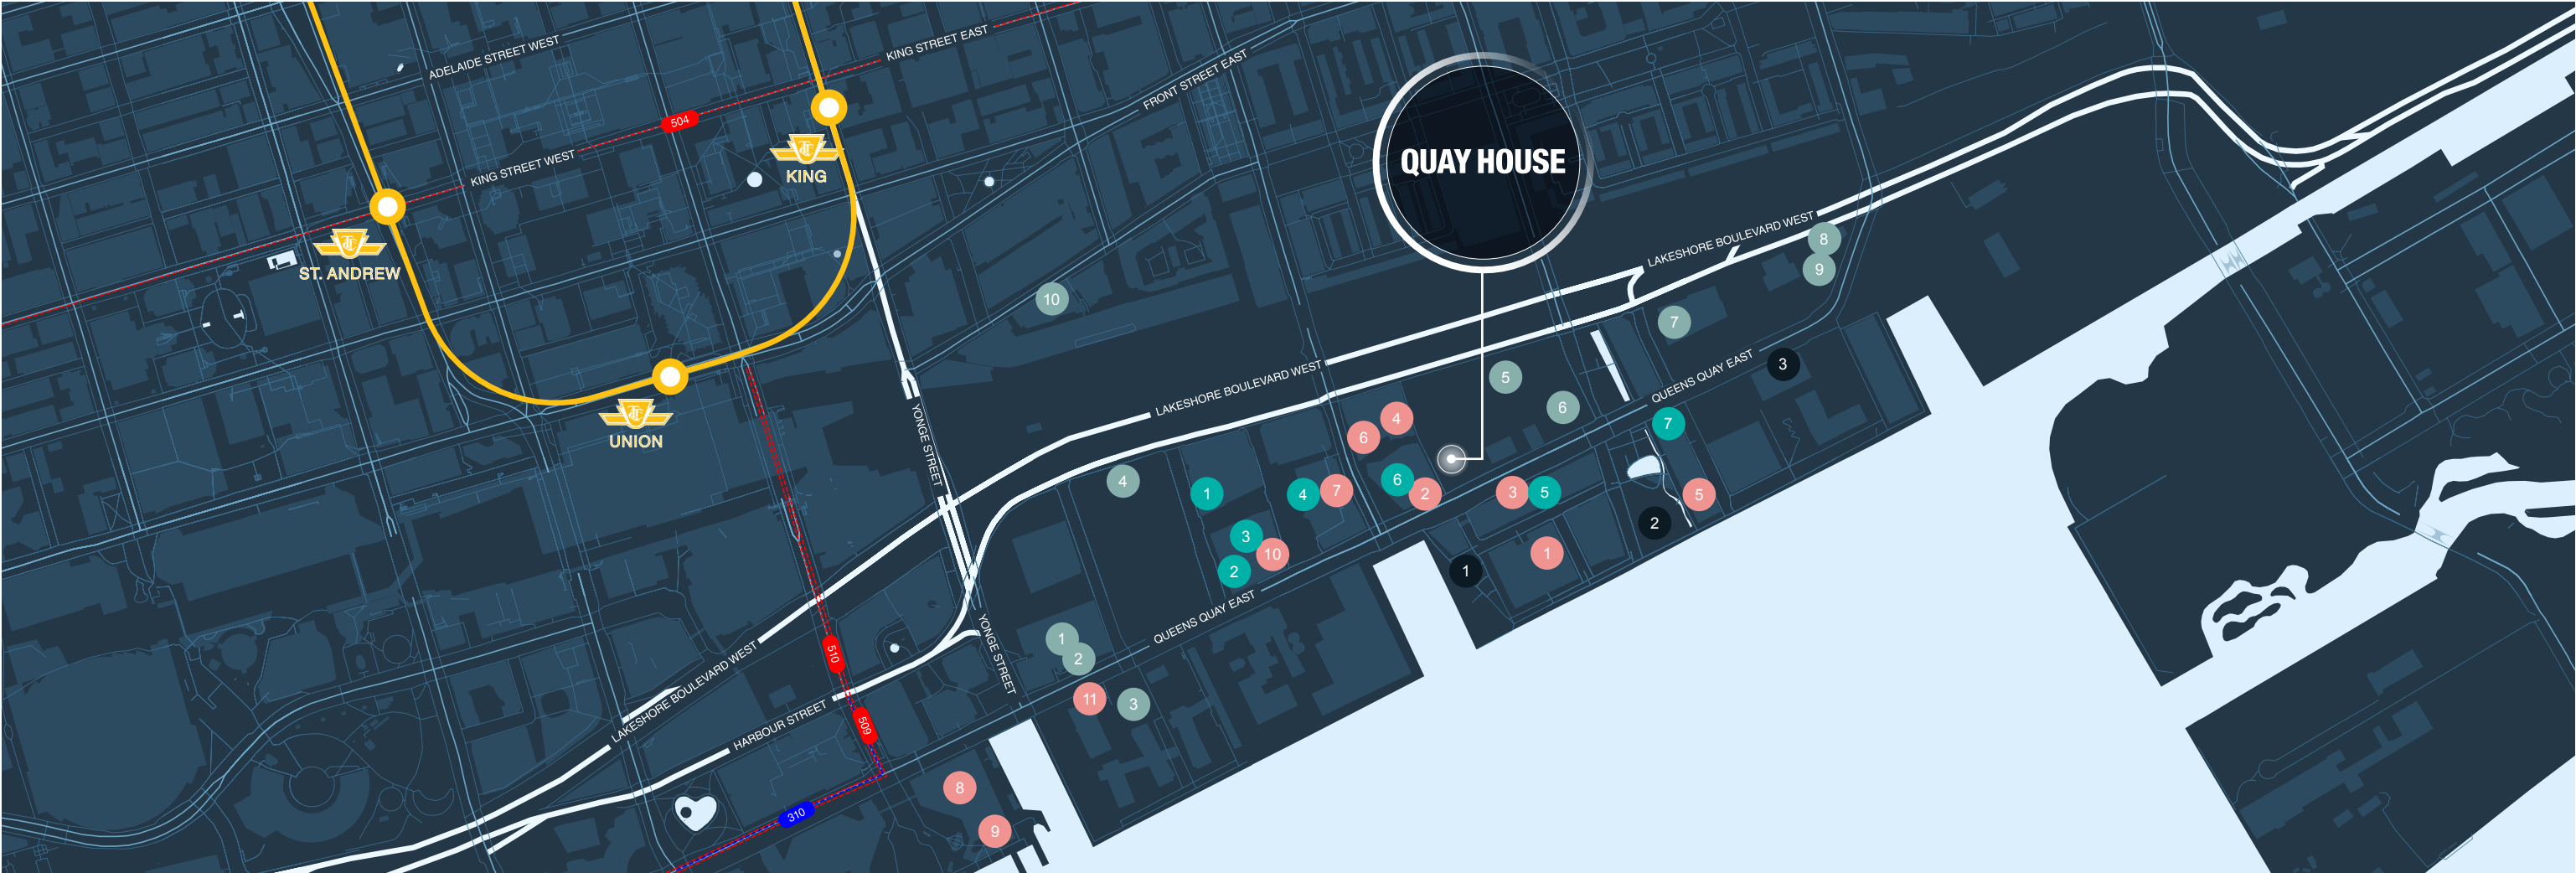 ADELAIDE STREET WEST
KING STREET EAST
FRONT STREET EAST
504
KING STREET WEST
KING
ST. ANDREW
UNION
QUAY HOUSE
LAKESHORE BOULEVARD WEST
8
9
10
7
5
6
3
QUEENS QUAY EAST
LAKESHORE BOULEVARD WEST
YONGE STREET
4
6
7
4
1
4
7
6
2
3
5
5
2
3
10
2
1
1
QUEENS QUAY EAST
YONGE STREET
1
2
11
3
510
LAKESHORE BOULEVARD WEST
HARBOUR STREET
509
310
8
9